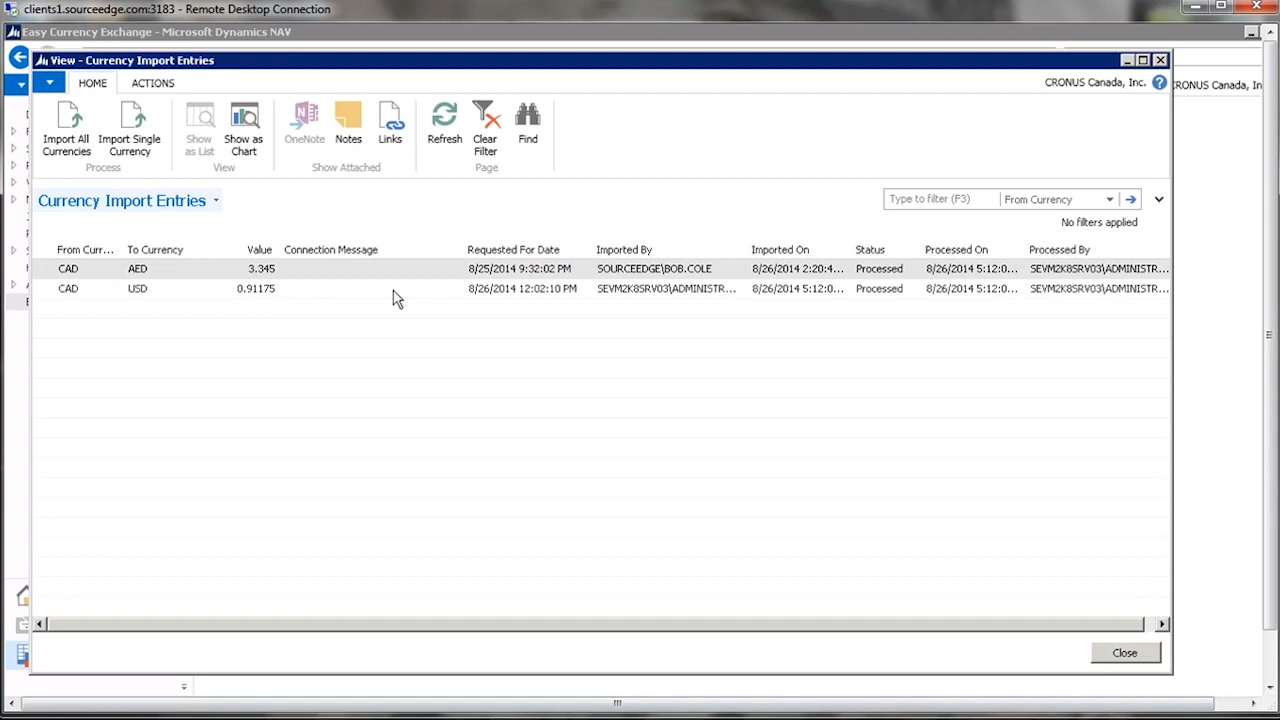 clients1.sourceedge.com:3183 - Remote Desktop Connection
Easy Currency Exchange - Microsoft Dynamics NAV
View - Currency Import Entries
HOME ACTIONS CRONUS Canada, Inc. CRONUS Canada, In
Import All Currencies Import Single Currency Show as List Show as Chart OneNote Notes Links Refresh Clear Filter Find
Process View Show Attached Page
Currency Import Entries Type to filter (F3) From Currency
No filters applied
From Curr... To Currency Value Connection Message Requested For Date Imported By Imported On Status Processed On Processed By
CAD AED 3.345 8/25/2014 9:32:02 PM SOURCEEDGE\BOB.COLE 8/26/2014 2:20:4... Processed 8/26/2014 5:12:0... SEVM2K8SRV03\ADMINISTR...
CAD USD 0.91175 8/26/2014 12:02:10 PM SEVM2K8SRV03\ADMINISTR... 8/26/2014 5:12:0... Processed 8/26/2014 5:12:0... SEVM2K8SRV03\ADMINISTR...
Close